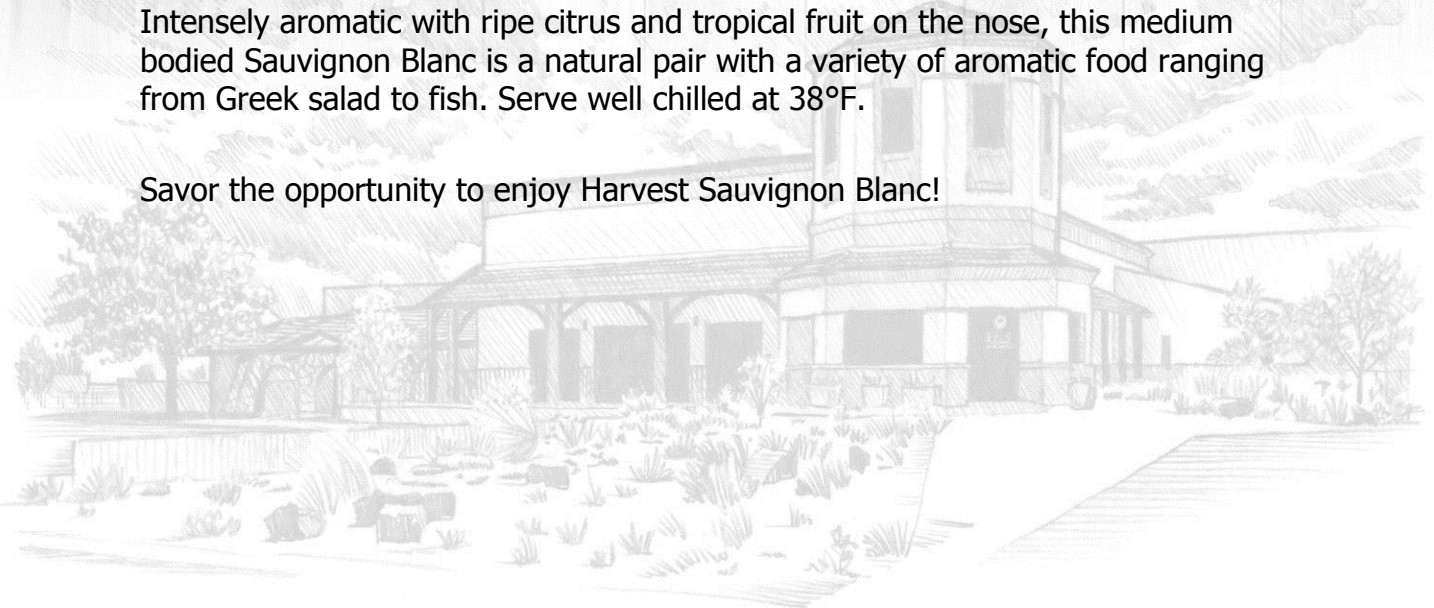 Intensely aromatic with ripe citrus and tropical fruit on the nose, this medium
bodied Sauvignon Blanc is a natural pair with a variety of aromatic food ranging
from Greek salad to fish. Serve well chilled at 38°F.
Savor the opportunity to enjoy Harvest Sauvignon Blanc!